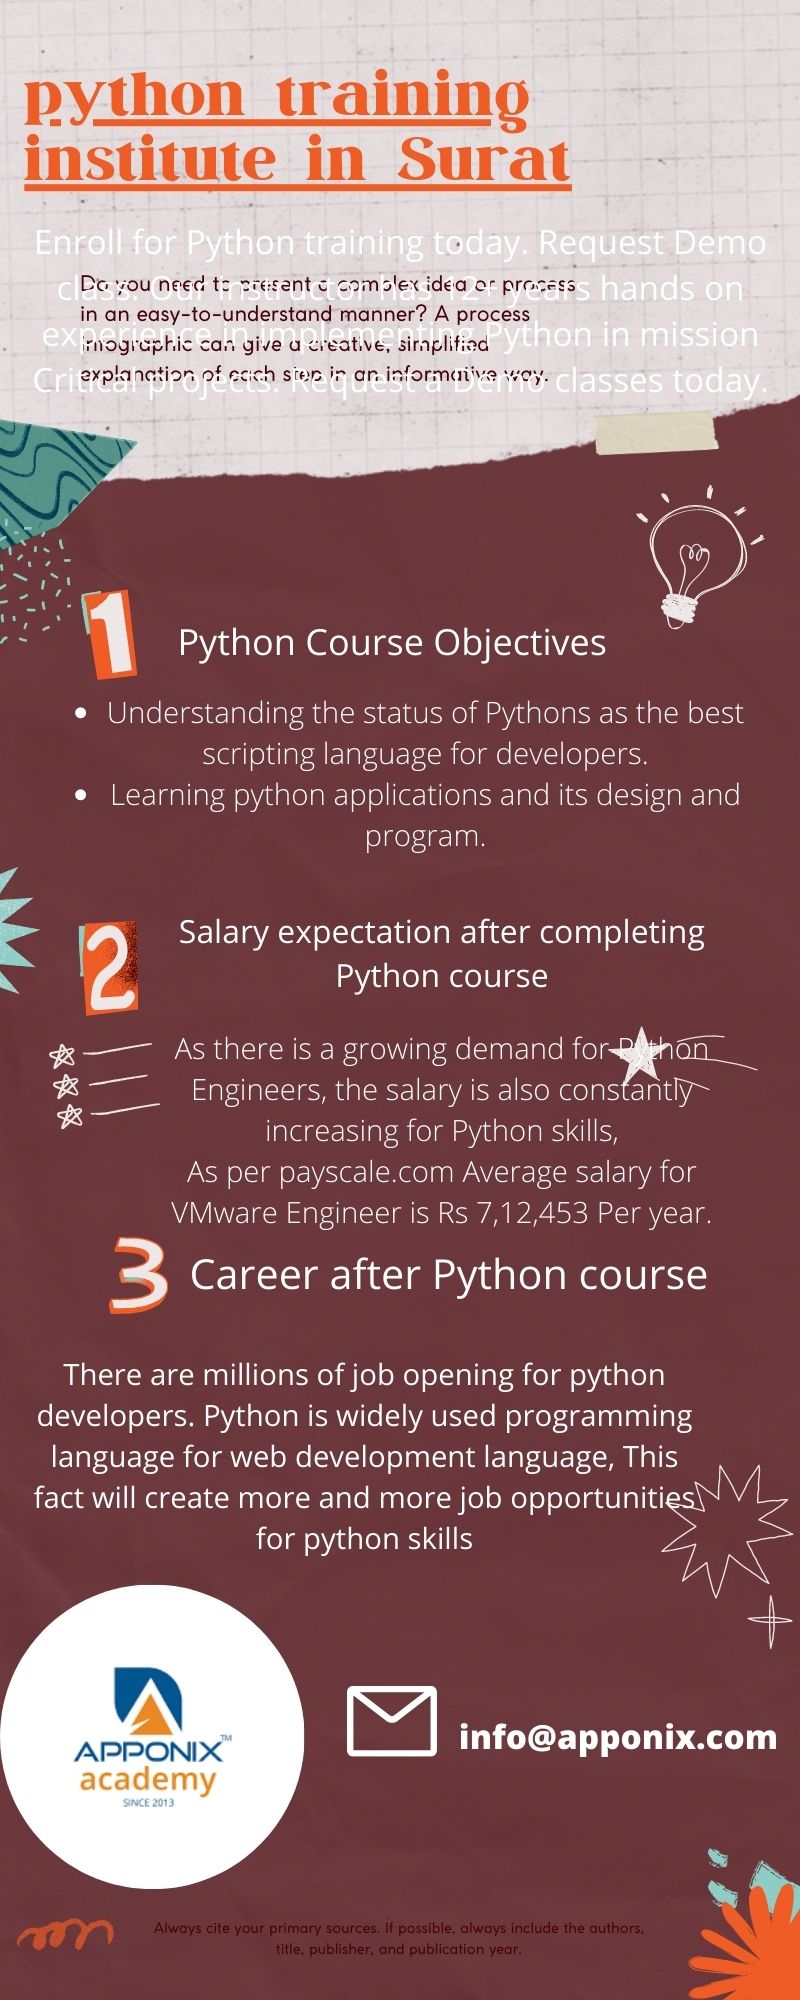 python training
institute in Surat
Enroll for Python training today. Request Demo
class. Our instructor has 12+ years hands on
experience in implementing Python in mission
Critical projects. Request a Demo classes today.
Do you need to present a complex idea or process
in an easy-to-understand manner? A process
infographic can give a creative, simplified
explanation of each step in an informative way.
1
Python Course Objectives
• Understanding the status of Pythons as the best
scripting language for developers.
• Learning python applications and its design and
program.
2
Salary expectation after completing
Python course
As there is a growing demand for Python
Engineers, the salary is also constantly
increasing for Python skills,
As per payscale.com Average salary for
VMware Engineer is Rs 7,12,453 Per year.
3
Career after Python course
There are millions of job opening for python
developers. Python is widely used programming
language for web development language, This
fact will create more and more job opportunities
for python skills
APPONIX™
academy
SINCE 2013
info@apponix.com
Always cite your primary sources. If possible, always include the authors,
title, publisher, and publication year.